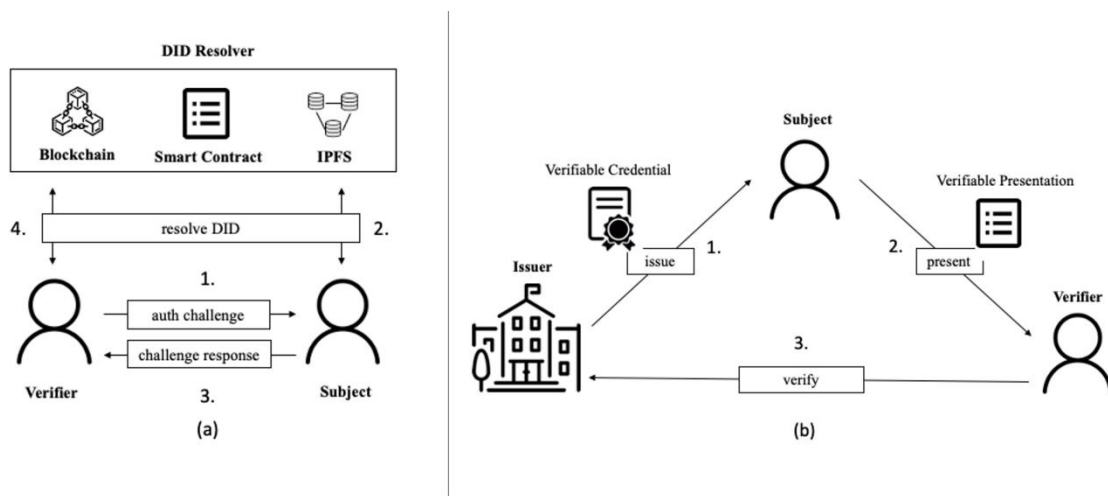 DID Resolver
Blockchain
Smart Contract
IPFS
4.
resolve DID
2.
1.
auth challenge
challenge response
Verifier
3.
Subject
(a)
Subject
Verifiable Credential
Verifiable Presentation
1.
2.
issue
present
Issuer
Verifier
3.
verify
(b)